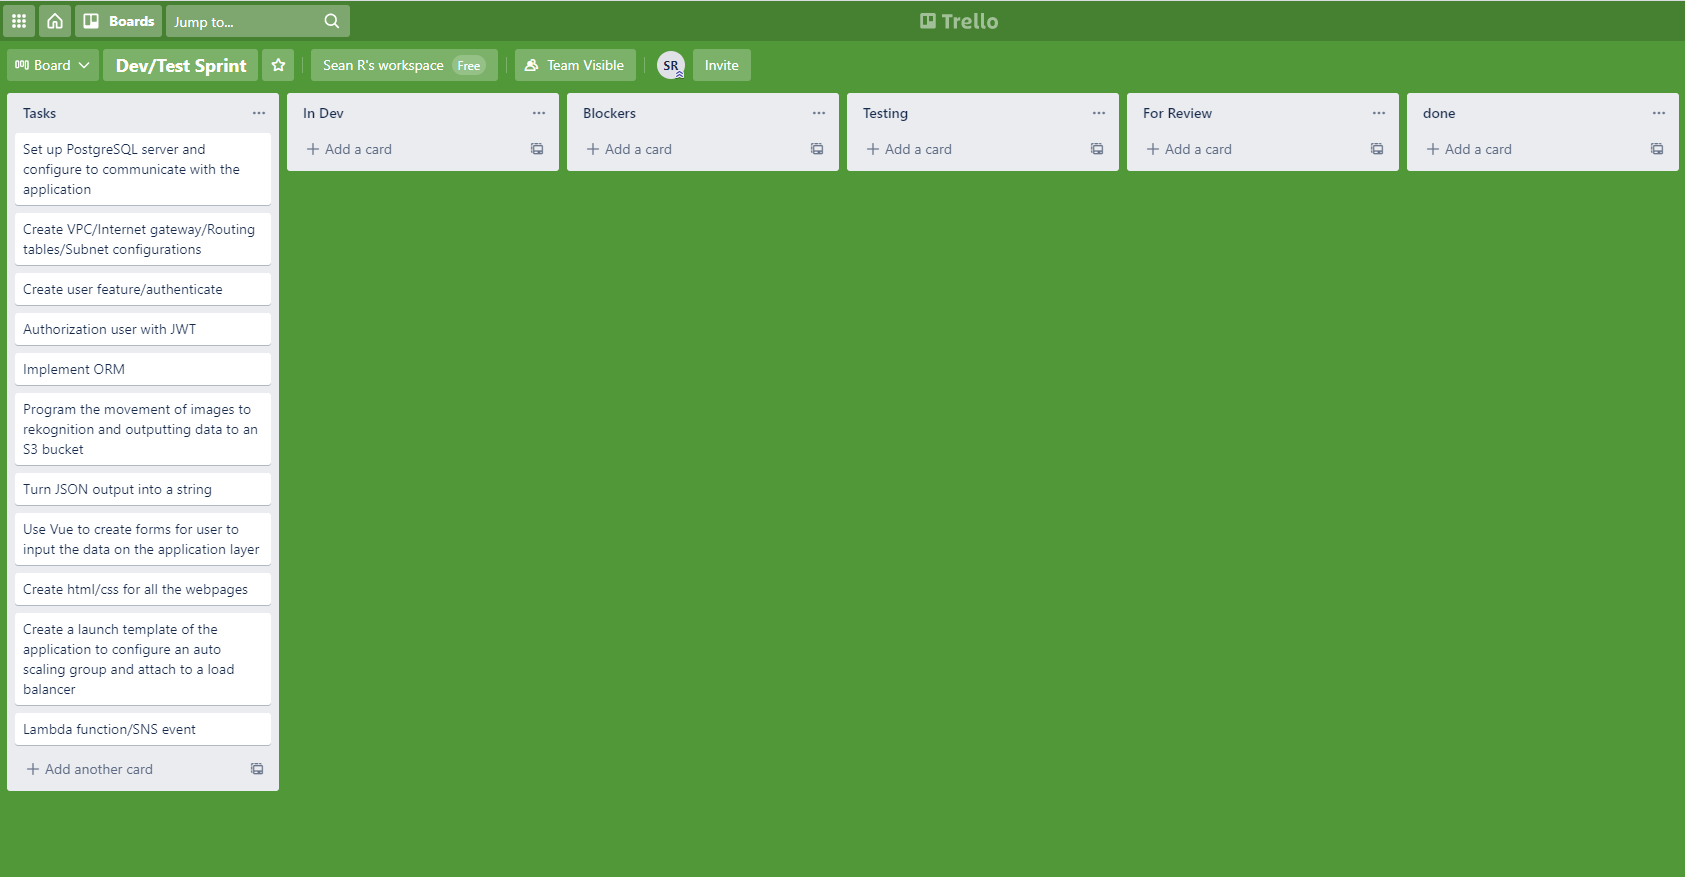 Boards
Jump to...
Trello
Board
Dev/Test Sprint
Sean R's workspace Free
Team Visible
SR
Invite
Tasks
Set up PostgreSQL server and
configure to communicate with the
application
Create VPC/Internet gateway/Routing
tables/Subnet configurations
Create user feature/authenticate
Authorization user with JWT
Implement ORM
Program the movement of images to
rekognition and outputting data to an
S3 bucket
Turn JSON output into a string
Use Vue to create forms for user to
input the data on the application layer
Create html/css for all the webpages
Create a launch template of the
application to configure an auto
scaling group and attach to a load
balancer
Lambda function/SNS event
+ Add another card
In Dev
+ Add a card
Blockers
+ Add a card
Testing
+ Add a card
For Review
+ Add a card
done
+ Add a card